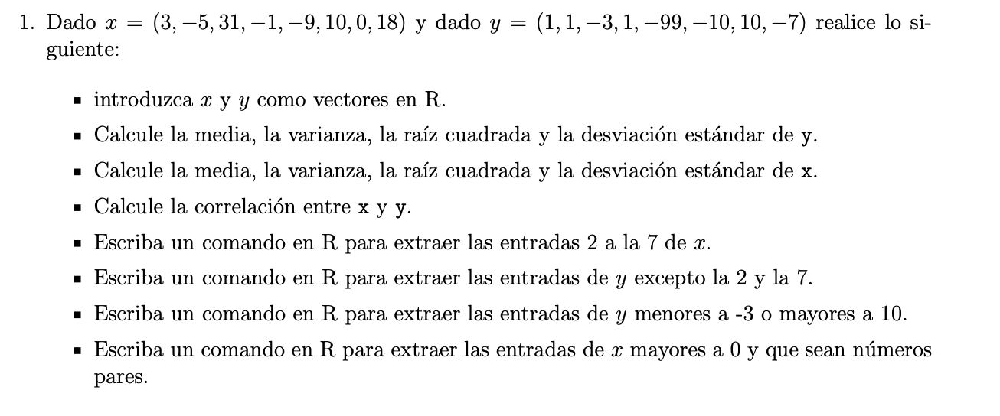 1. Dado x = (3, −5, 31, −1, −9, 10, 0, 18) y dado y = (1, 1, −3, 1, −99, −10, 10, −7) realice lo si-
guiente:
▪ introduzca x y y como vectores en R.
▪ Calcule la media, la varianza, la raíz cuadrada y la desviación estándar de y.
▪ Calcule la media, la varianza, la raíz cuadrada y la desviación estándar de x.
▪ Calcule la correlación entre x y y.
▪ Escriba un comando en R para extraer las entradas 2 a la 7 de x.
▪ Escriba un comando en R para extraer las entradas de y excepto la 2 y la 7.
▪ Escriba un comando en R para extraer las entradas de y menores a -3 o mayores a 10.
▪ Escriba un comando en R para extraer las entradas de x mayores a 0 y que sean números
pares.